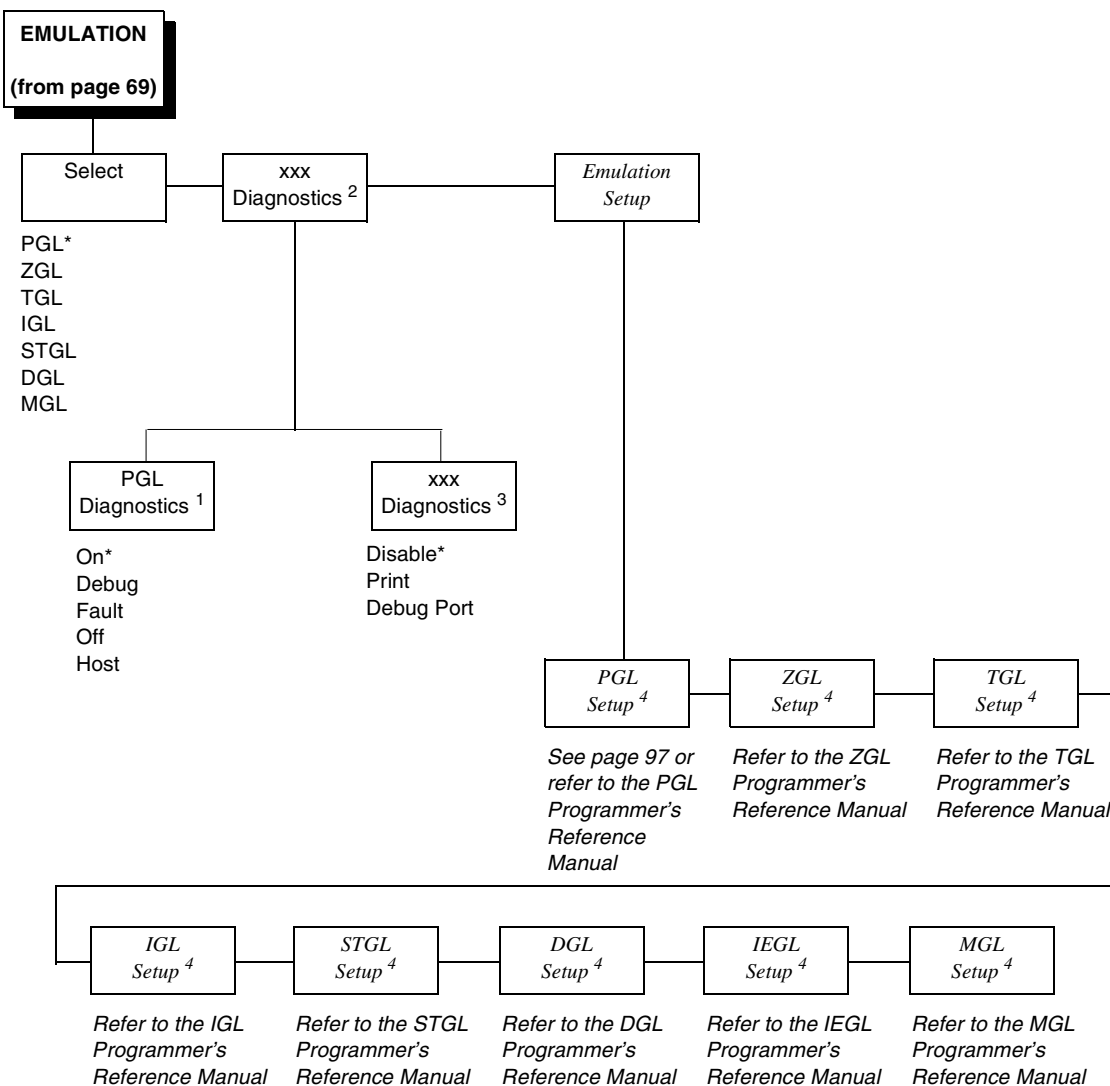 EMULATION
(from page 69)
Select
xxx
Diagnostics 2
Emulation
Setup
PGL*
ZGL
TGL
IGL
STGL
DGL
MGL
PGL
Diagnostics 1
xxx
Diagnostics 3
On*
Debug
Fault
Off
Host
Disable*
Print
Debug Port
PGL
Setup 4
ZGL
Setup 4
TGL
Setup 4
See page 97 or
refer to the PGL
Programmer's
Reference
Manual
Refer to the ZGL
Programmer's
Reference Manual
Refer to the TGL
Programmer's
Reference Manual
IGL
Setup 4
STGL
Setup 4
DGL
Setup 4
IEGL
Setup 4
MGL
Setup 4
Refer to the IGL
Programmer's
Reference Manual
Refer to the STGL
Programmer's
Reference Manual
Refer to the DGL
Programmer's
Reference Manual
Refer to the IEGL
Programmer's
Reference Manual
Refer to the MGL
Programmer's
Reference Manual